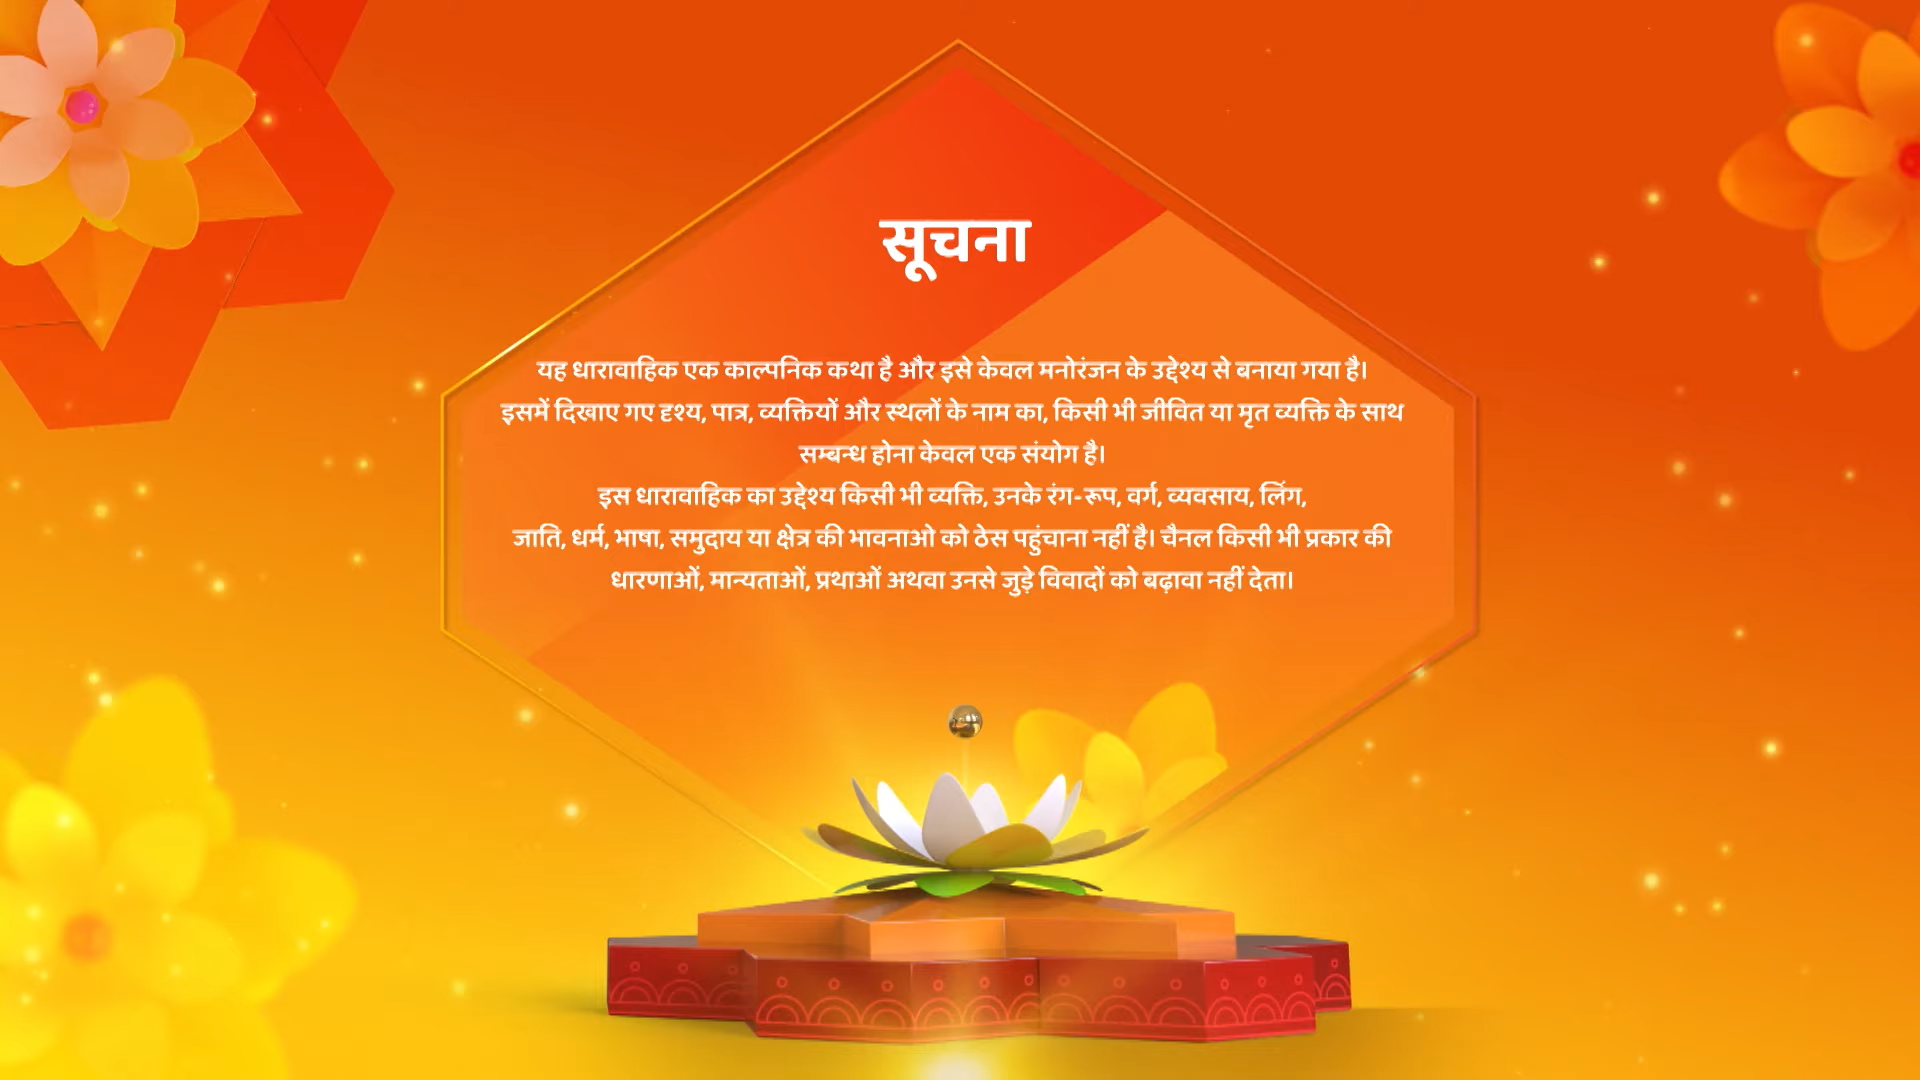 सूचना
यह धारावाहिक एक काल्पनिक कथा है और इसे केवल मनोरंजन के उद्देश्य से बनाया गया है।
इसमें दिखाए गए दृश्य, पात्र, व्यक्तियों और स्थलों के नाम का, किसी भी जीवित या मृत व्यक्ति के साथ
सम्बन्ध होना केवल एक संयोग है।
इस धारावाहिक का उद्देश्य किसी भी व्यक्ति, उनके रंग-रूप, वर्ग, व्यवसाय, लिंग,
जाति, धर्म, भाषा, समुदाय या क्षेत्र की भावनाओ को ठेस पहुंचाना नहीं है। चैनल किसी भी प्रकार की
धारणाओं, मान्यताओं, प्रथाओं अथवा उनसे जुड़े विवादों को बढ़ावा नहीं देता।